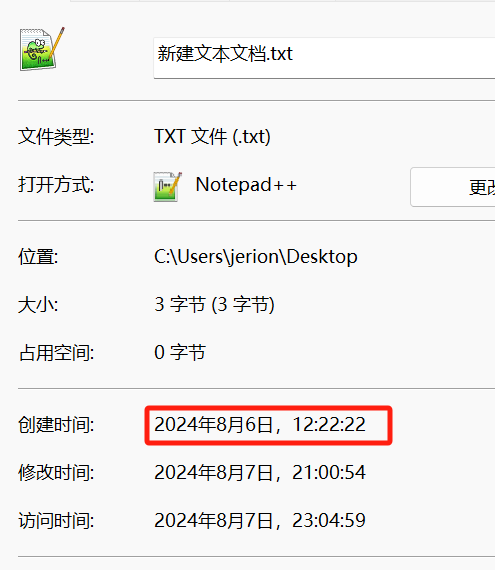 新建文本文档.txt
文件类型: TXT 文件 (.txt)
打开方式: Notepad++ 更改
位置: C:\Users\jerion\Desktop
大小: 3 字节 (3 字节)
占用空间: 0 字节
创建时间: 2024年8月6日，12:22:22
修改时间: 2024年8月7日，21:00:54
访问时间: 2024年8月7日，23:04:59